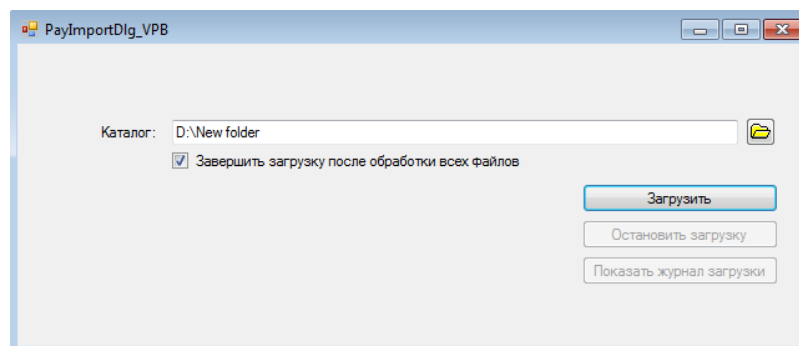 PayImportDlg_VPB
Каталог: D:\New folder
Завершить загрузку после обработки всех файлов
Загрузить
Остановить загрузку
Показать журнал загрузки